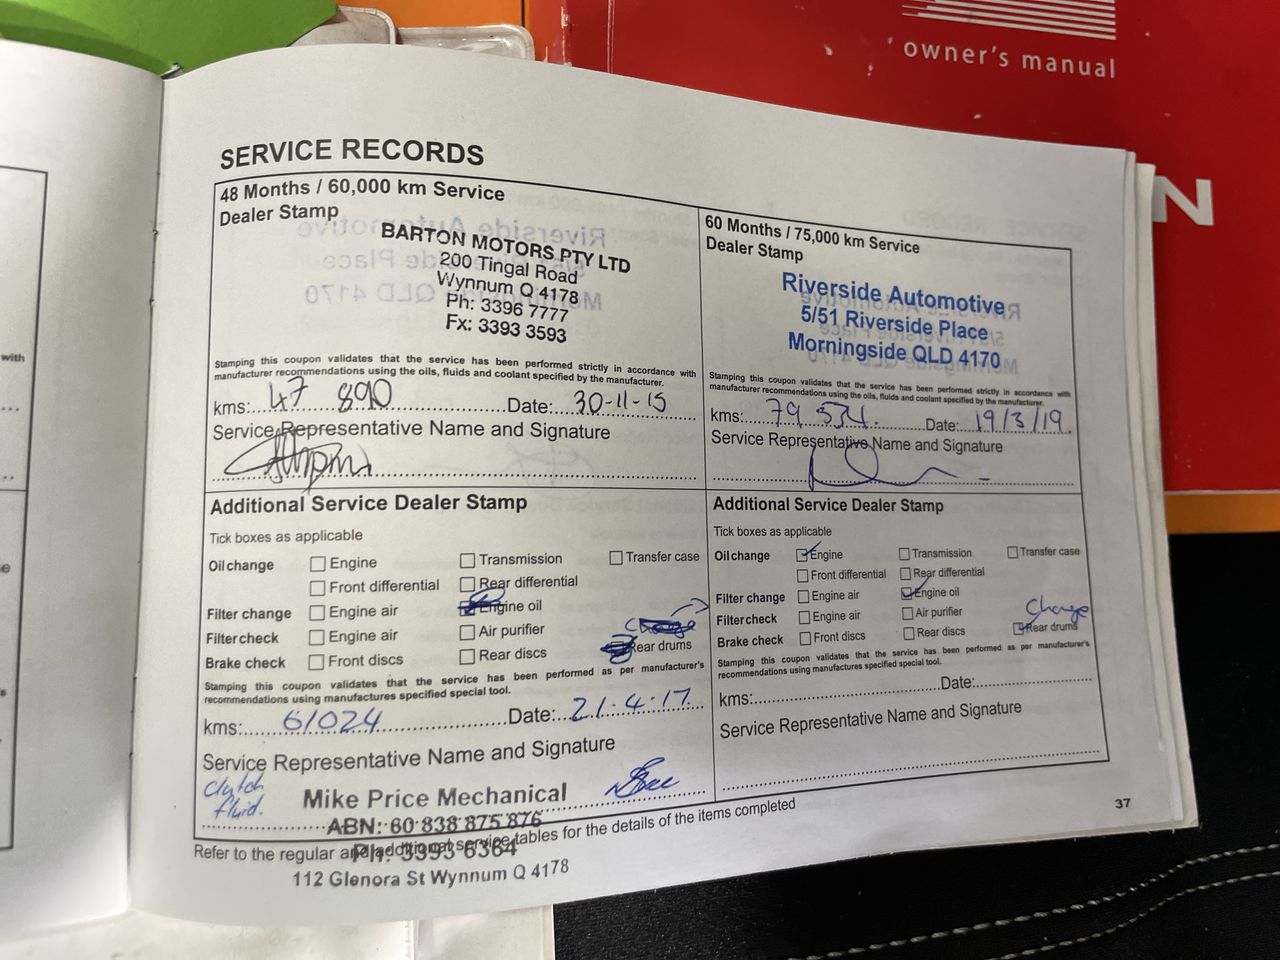 owner's manual
N
SERVICE RECORDS
48 Months / 60,000 km Service
Dealer Stamp
BARTON MOTORS PTY LTD
200 Tingal Road
Wynnum Q 4178
Ph: 3396 7777
Fx: 3393 3593
Stamping this coupon validates that the service has been performed strictly in accordance with
manufacturer recommendations using the oils, fluids and coolant specified by the manufacturer.
kms: 47 890 Date: 30-11-15
Service Representative Name and Signature
60 Months / 75,000 km Service
Dealer Stamp
Riverside Automotive
5/51 Riverside Place
Morningside QLD 4170
Stamping this coupon validates that the service has been performed strictly in accordance with
manufacturer recommendations using the oils, fluids and coolant specified by the manufacturer.
kms: 79 Date: 19/3/19.
Service Representative Name and Signature
Additional Service Dealer Stamp
Tick boxes as applicable
Oil change Engine Transmission Transfer case
Front differential Rear differential
Filter change Engine air Engine oil
Filter check Engine air Air purifier Change
Brake check Front discs Rear discs Rear drums
Stamping this coupon validates that the service has been performed as per manufacturer's
recommendations using manufactures specified special tool.
kms: 61024 Date: 21.4.17.
Service Representative Name and Signature
clutch
fluid.
Mike Price Mechanical
ABN: 60 838 875 876
Ph: 3393 6364
112 Glenora St Wynnum Q 4178
Additional Service Dealer Stamp
Tick boxes as applicable
Oil change Engine Transmission Transfer case
Front differential Rear differential
Filter change Engine air Engine oil
Filter check Engine air Air purifier Change
Brake check Front discs Rear discs Rear drums
Stamping this coupon validates that the service has been performed as per manufacturer's
recommendations using manufactures specified special tool.
kms: Date:
Service Representative Name and Signature
Refer to the regular and additional service tables for the details of the items completed
37
with